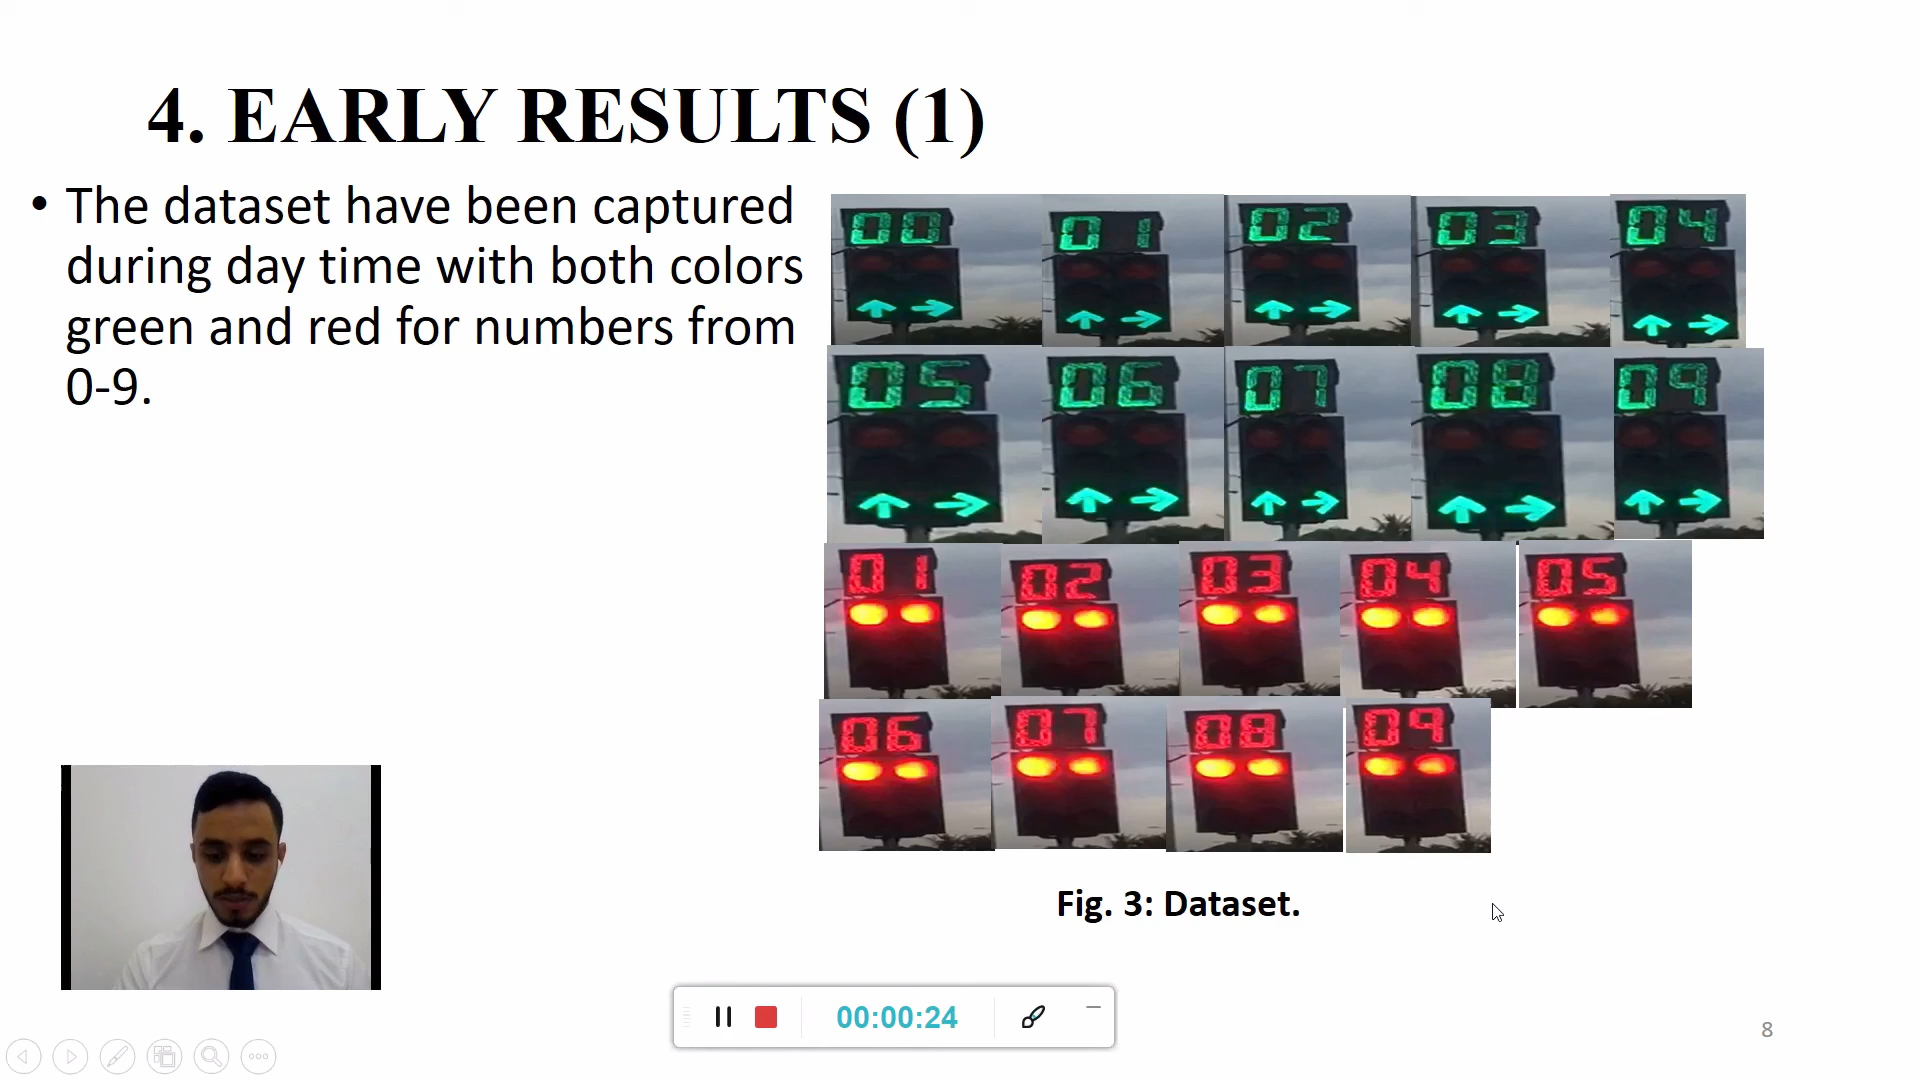 4. EARLY RESULTS (1)
• The dataset have been captured
during day time with both colors
green and red for numbers from
0-9.
00 01 02 03 04
05 06 07 08 09
01 02 03 04 05
06 07 08 09
Fig. 3: Dataset.
00:00:24
8